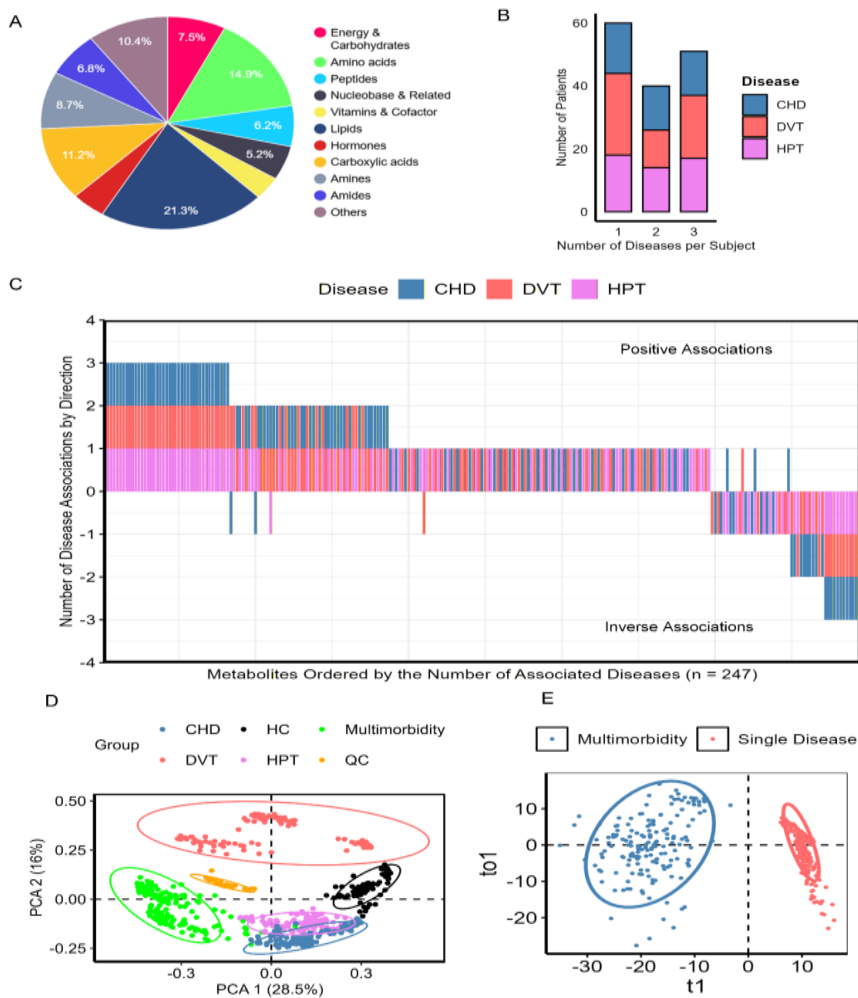 A
7.5%
14.9%
6.2%
5.2%
21.3%
11.2%
8.7%
6.8%
10.4%
Energy &
Carbohydrates
Amino acids
Peptides
Nucleobase & Related
Vitamins & Cofactor
Lipids
Hormones
Carboxylic acids
Amines
Amides
Others
B
Number of Patients
60
40
20
0
1 2 3
Number of Diseases per Subject
Disease
CHD
DVT
HPT
C
Disease CHD DVT HPT
Number of Disease Associations by Direction
4
3
2
1
0
-1
-2
-3
-4
Positive Associations
Inverse Associations
Metabolites Ordered by the Number of Associated Diseases (n = 247)
D
Group
CHD HC Multimorbidity
DVT HPT QC
PCA 2 (16%)
0.50
0.25
0.00
-0.25
-0.3 0.0 0.3
PCA 1 (28.5%)
E
Multimorbidity Single Disease
to1
10
0
-10
-20
-30 -20 -10 0 10
t1